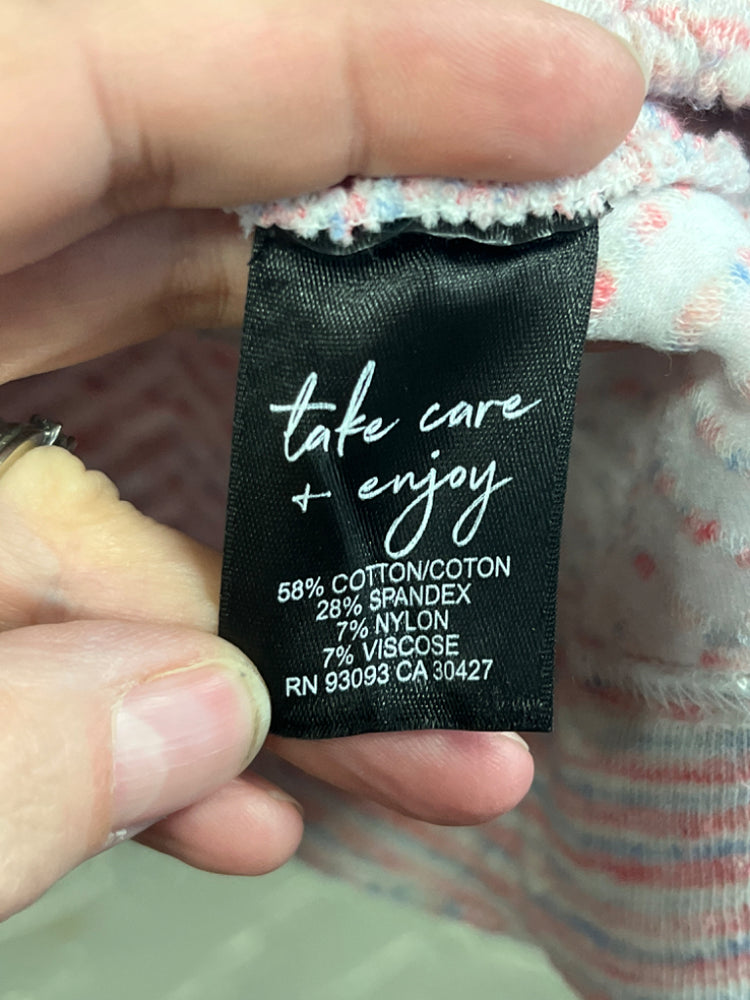 take care
+ enjoy
58% COTTON/COTON
28% SPANDEX
7% NYLON
7% VISCOSE
RN 93093 CA 30427